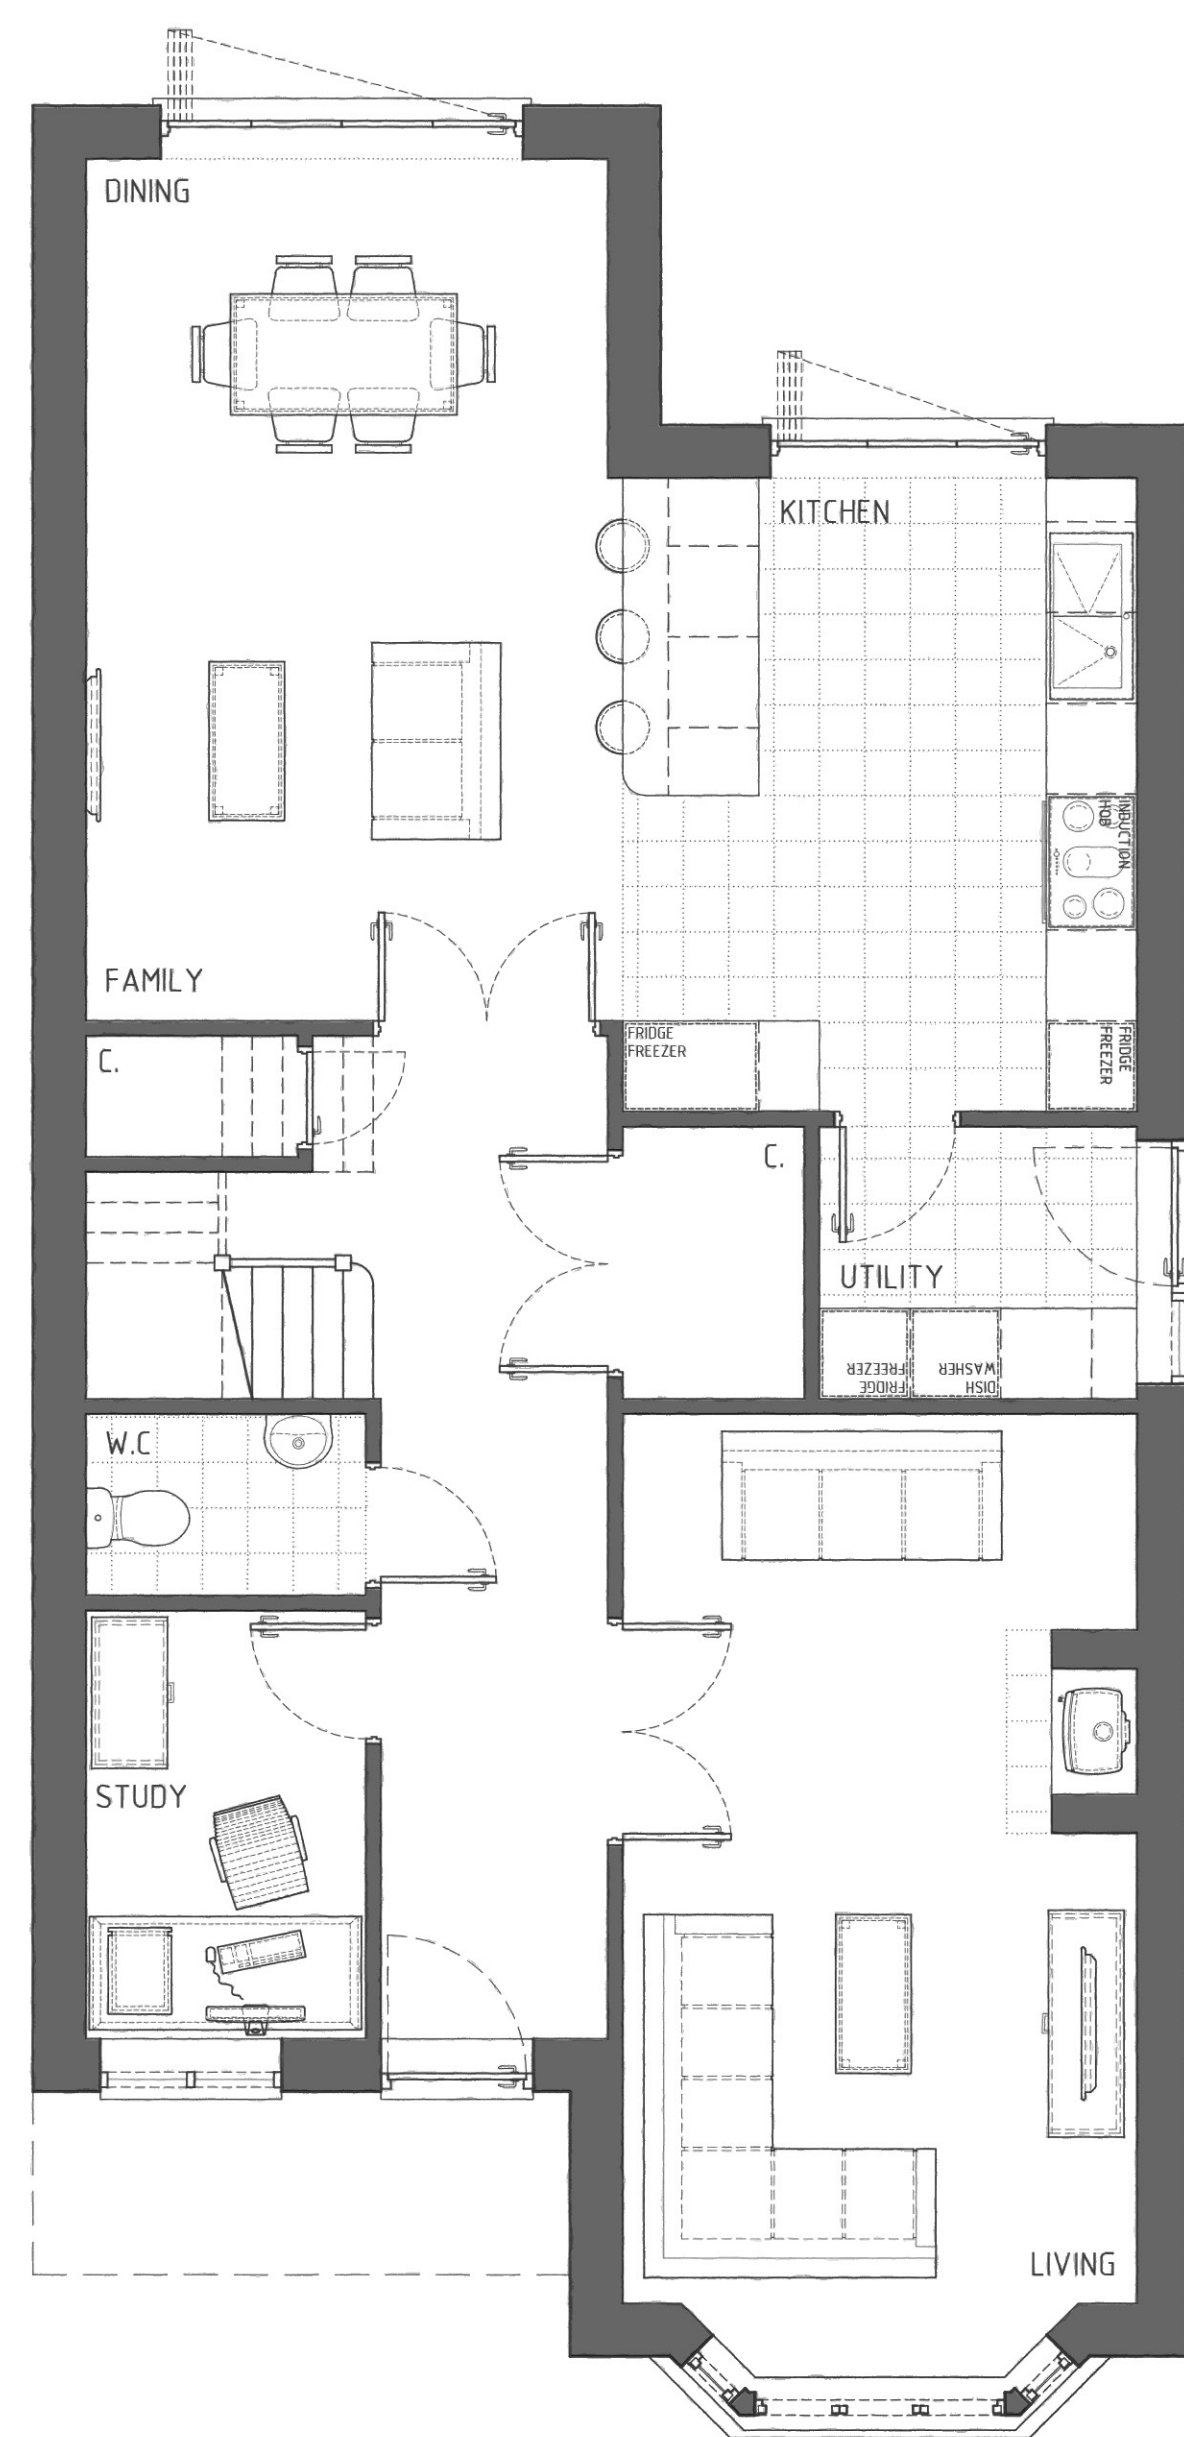 DINING
KITCHEN
INDUCTION
HOB
FAMILY
FRIDGE
FREEZER
FRIDGE
FREEZER
C.
C.
UTILITY
FRIDGE
FREEZER
DISH
WASHER
W.C
STUDY
LIVING